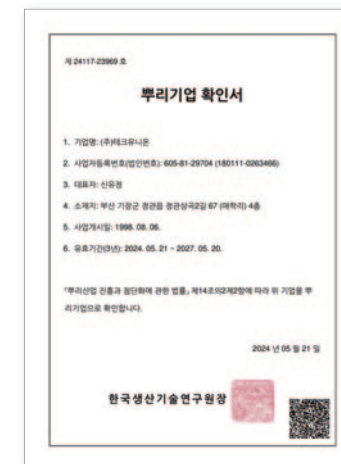 제 24117-23969 호
뿌리기업 확인서
1. 기업명: (주)테크유니온
2. 사업자등록번호(법인번호): 605-81-29704 (180111-0263466)
3. 대표자: 신유정
4. 소재지: 부산 기장군 정관읍 정관상곡2길 67 (매학리) 4층
5. 사업개시일: 1998. 08. 06.
6. 유효기간(3년): 2024. 05. 21 ~ 2027. 05. 20.
「뿌리산업 진흥과 첨단화에 관한 법률」 제14조의2제2항에 따라 위 기업을 뿌
리기업으로 확인합니다.
2024 년 05 월 21 일
한국생산기술연구원장